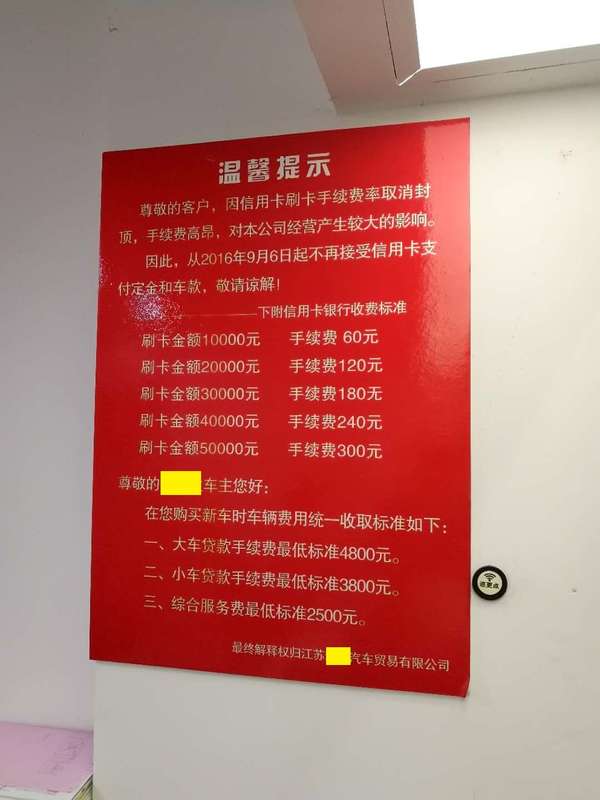 温馨提示
尊敬的客户，因信用卡刷卡手续费率取消封
顶，手续费高昂，对本公司经营产生较大的影响。
因此，从2016年9月6日起不再接受信用卡支
付定金和车款，敬请谅解！
下附信用卡银行收费标准
刷卡金额10000元 手续费 60元
刷卡金额20000元 手续费120元
刷卡金额30000元 手续费180无
刷卡金额40000元 手续费240元
刷卡金额50000元 手续费300元
尊敬的 车主您好：
在您购买新车时车辆费用统一收取标准如下：
一、大车贷款手续费最低标准4800元。
二、小车贷款手续费最低标准3800元。
三、综合服务费最低标准2500元。
最终解释权归江苏 汽车贸易有限公司
巡更点